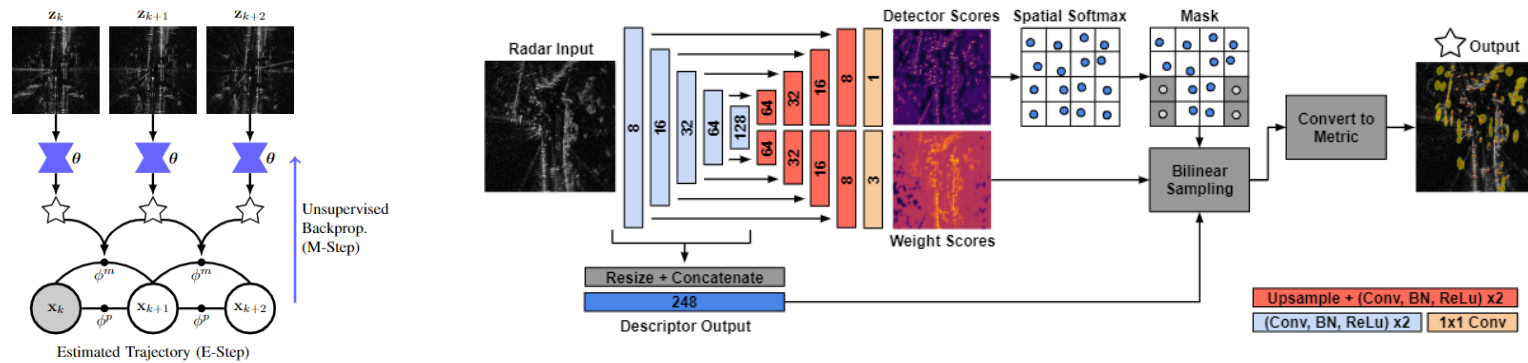 z_k
z_{k+1}
z_{k+2}
θ
θ
θ
Unsupervised
Backprop.
(M-Step)
ϕ^m
ϕ^m
x_k
x_{k+1}
x_{k+2}
ϕ^p
ϕ^p
Estimated Trajectory (E-Step)
Radar Input
8
16
32
64
128
64
32
16
8
1
64
32
16
8
3
Detector Scores
Weight Scores
Spatial Softmax
Mask
Bilinear
Sampling
Convert to
Metric
Output
Resize + Concatenate
248
Descriptor Output
Upsample + (Conv, BN, ReLu) x2
(Conv, BN, ReLu) x2
1x1 Conv